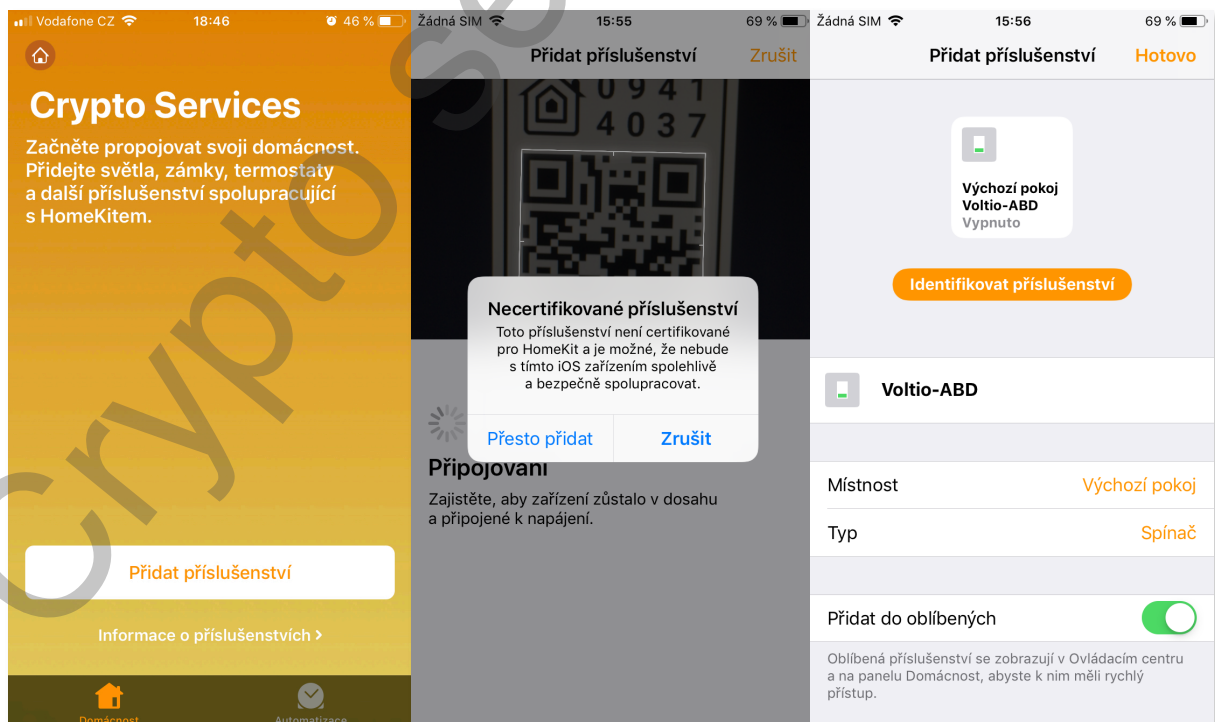 Vodafone CZ 18:46 46 %
Crypto Services
Začněte propojovat svoji domácnost.
Přidejte světla, zámky, termostaty
a další příslušenství spolupracující
s HomeKitem.
Přidat příslušenství
Informace o příslušenstvích >
Domácnost Automatizace
Žádná SIM 15:55 69 %
Přidat příslušenství Zrušit
0941
4037
Necertifikované příslušenství
Toto příslušenství není certifikované
pro HomeKit a je možné, že nebude
s tímto iOS zařízením spolehlivě
a bezpečně spolupracovat.
Přesto přidat Zrušit
Připojování
Zajistěte, aby zařízení zůstalo v dosahu
a připojené k napájení.
Žádná SIM 15:56 69 %
Přidat příslušenství Hotovo
Výchozí pokoj
Voltio-ABD
Vypnuto
Identifikovat příslušenství
Voltio-ABD
Místnost Výchozí pokoj
Typ Spínač
Přidat do oblíbených
Oblíbená příslušenství se zobrazují v Ovládacím centru
a na panelu Domácnost, abyste k nim měli rychlý
přístup.
Crypto se